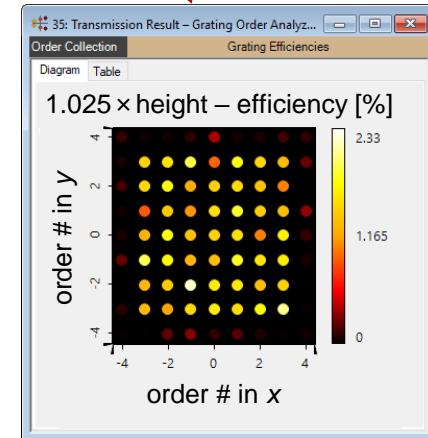 35: Transmission Result – Grating Order Analyz...
Order Collection Grating Efficiencies
Diagram Table
1.025 × height – efficiency [%]
order # in y
4
2
0
-2
-4
-4 -2 0 2 4
order # in x
2.33
1.165
0